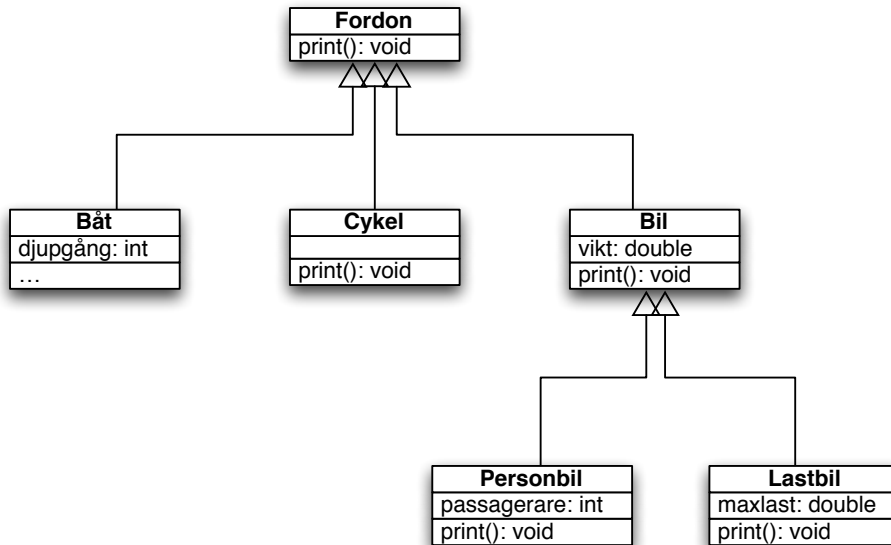 Fordon
print(): void
Båt
djupgång: int
…
Cykel
print(): void
Bil
vikt: double
print(): void
Personbil
passagerare: int
print(): void
Lastbil
maxlast: double
print(): void